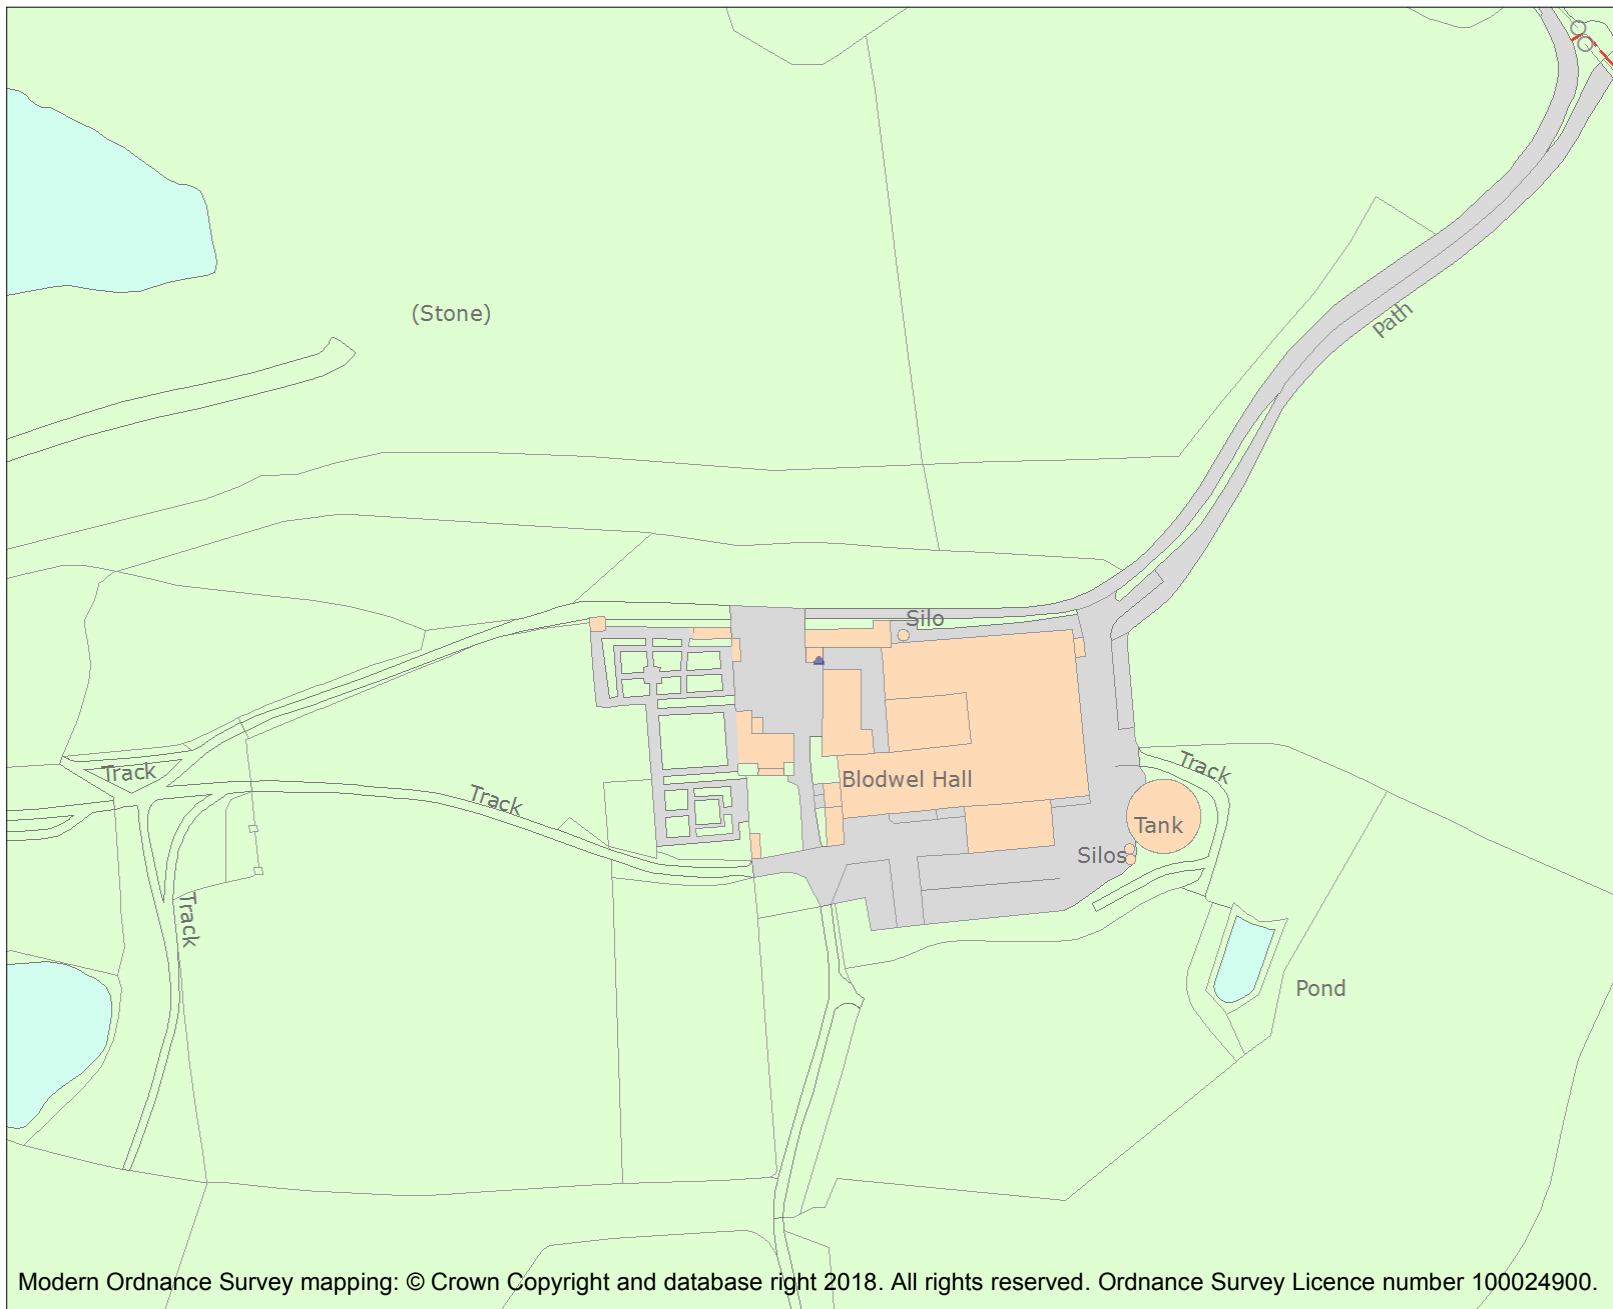 (Stone)
Path
Silo
Track
Track
Track
Blodwel Hall
Tank
Silos
Track
Pond
Modern Ordnance Survey mapping: © Crown Copyright and database right 2018. All rights reserved. Ordnance Survey Licence number 100024900.